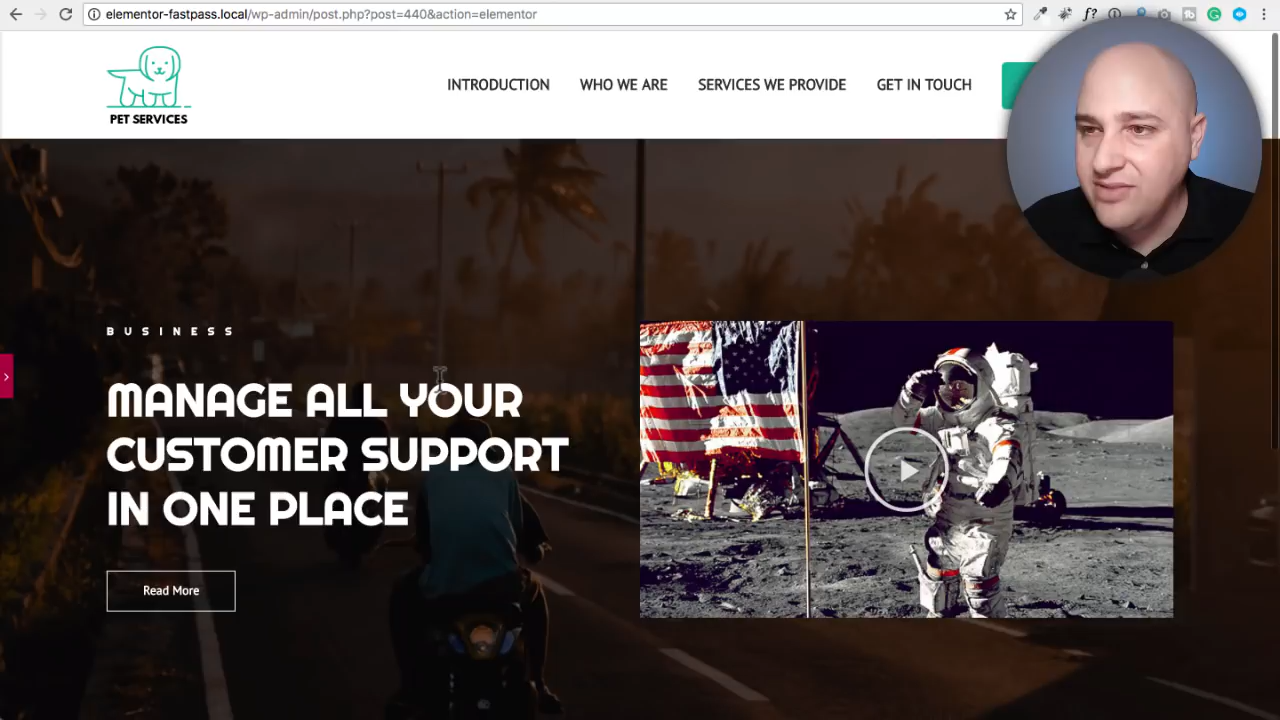 elementor-fastpass.local/wp-admin/post.php?post=440&action=elementor
f?
PET SERVICES
INTRODUCTION
WHO WE ARE
SERVICES WE PROVIDE
GET IN TOUCH
BUSINESS
MANAGE ALL YOUR
CUSTOMER SUPPORT
IN ONE PLACE
Read More